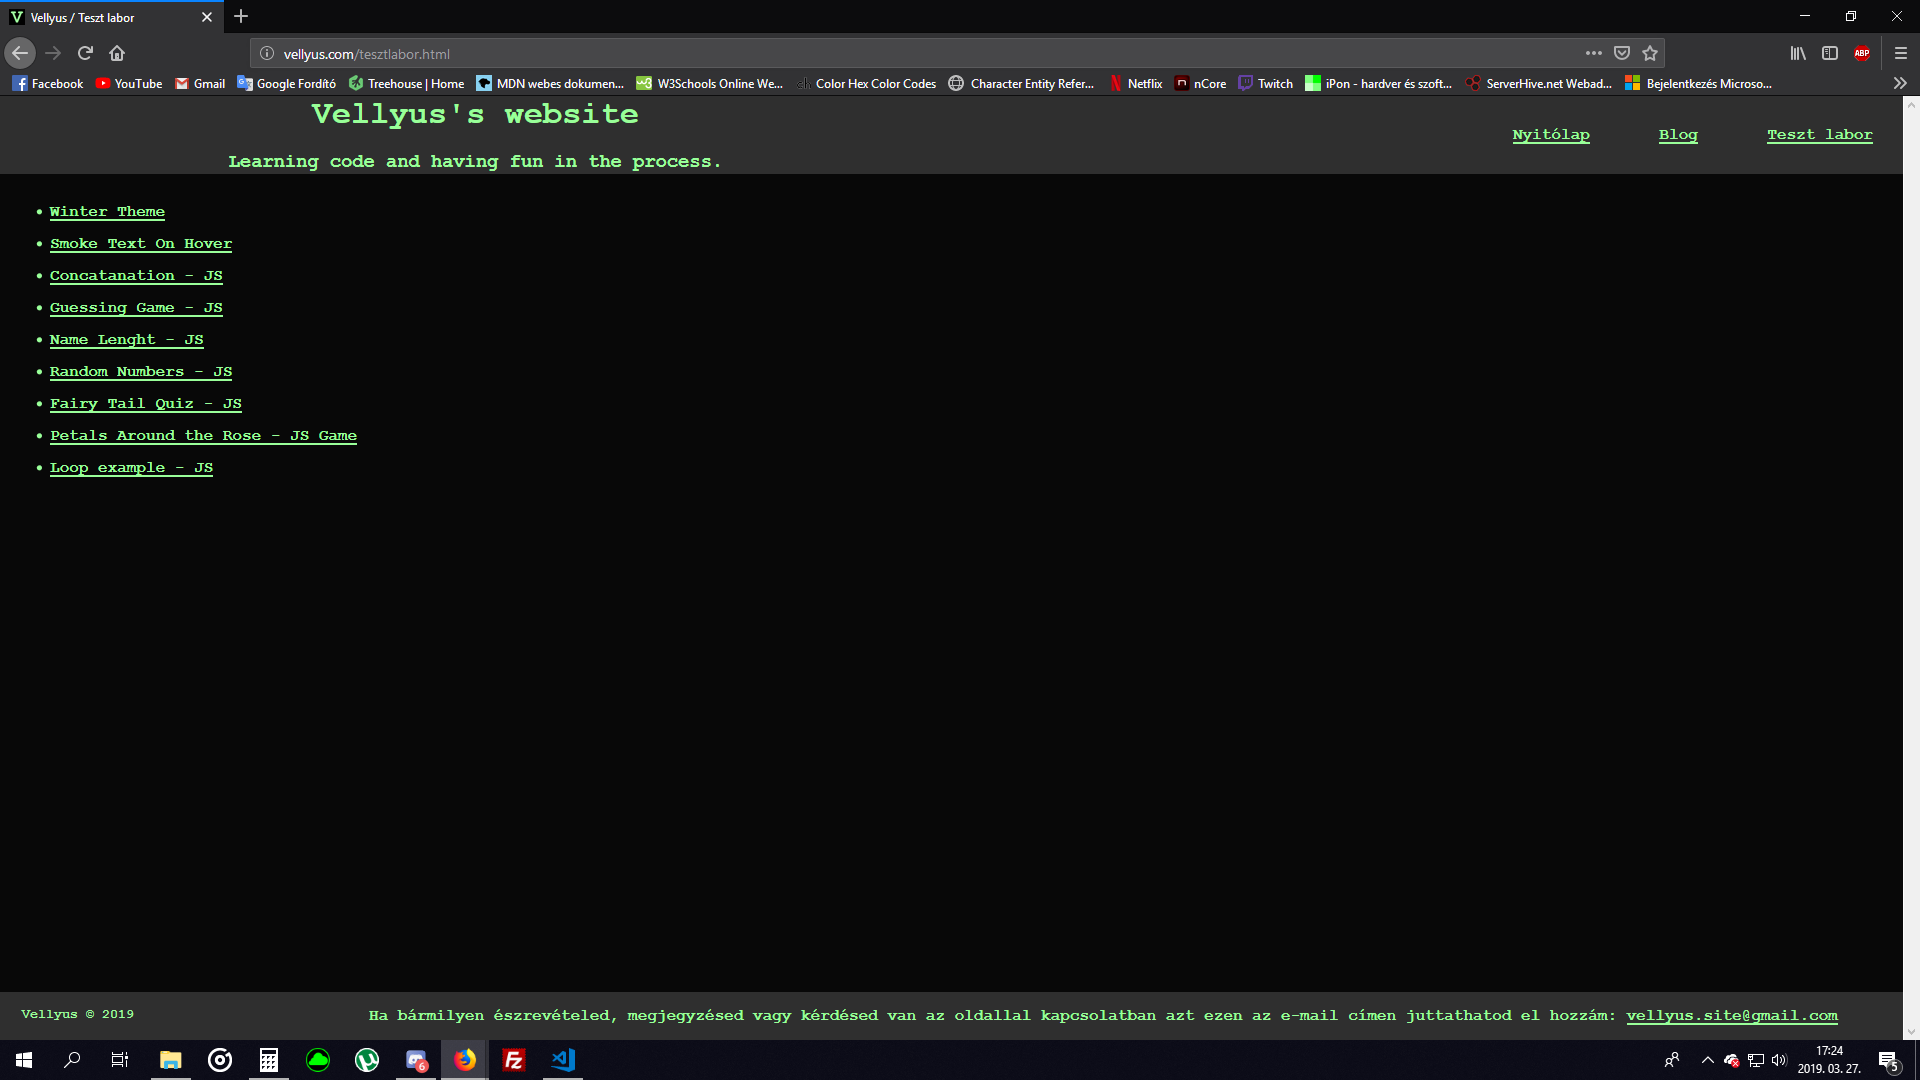 Vellyus / Teszt labor
vellyus.com/tesztlabor.html
ABP
Facebook YouTube Gmail Google Fordító Treehouse | Home MDN webes dokumen... W3Schools Online We... Color Hex Color Codes Character Entity Refer... Netflix nCore Twitch iPon - hardver és szoft... ServerHive.net Webad... Bejelentkezés Microso...
Vellyus's website
Learning code and having fun in the process.
Nyitólap Blog Teszt labor
• Winter Theme
• Smoke Text On Hover
• Concatanation - JS
• Guessing Game - JS
• Name Lenght - JS
• Random Numbers - JS
• Fairy Tail Quiz - JS
• Petals Around the Rose - JS Game
• Loop example - JS
Vellyus © 2019
Ha bármilyen észrevételed, megjegyzésed vagy kérdésed van az oldallal kapcsolatban azt ezen az e-mail címen juttathatod el hozzám: vellyus.site@gmail.com
6
17:24
2019. 03. 27.
5